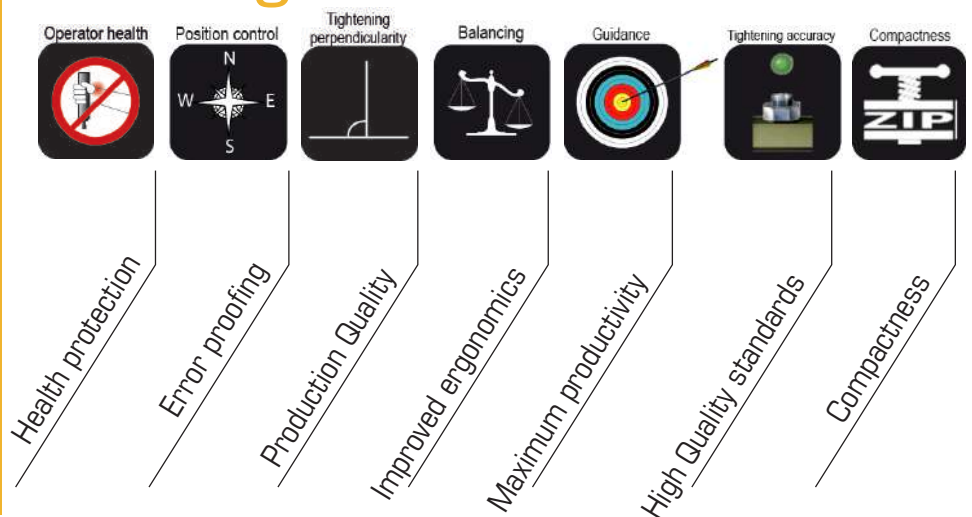 Operator health
Position control
Tightening
perpendicularity
Balancing
Guidance
Tightening accuracy
Compactness
N
W
E
S
ZIP
Health protection
Error proofing
Production Quality
Improved ergonomics
Maximum productivity
High Quality standards
Compactness